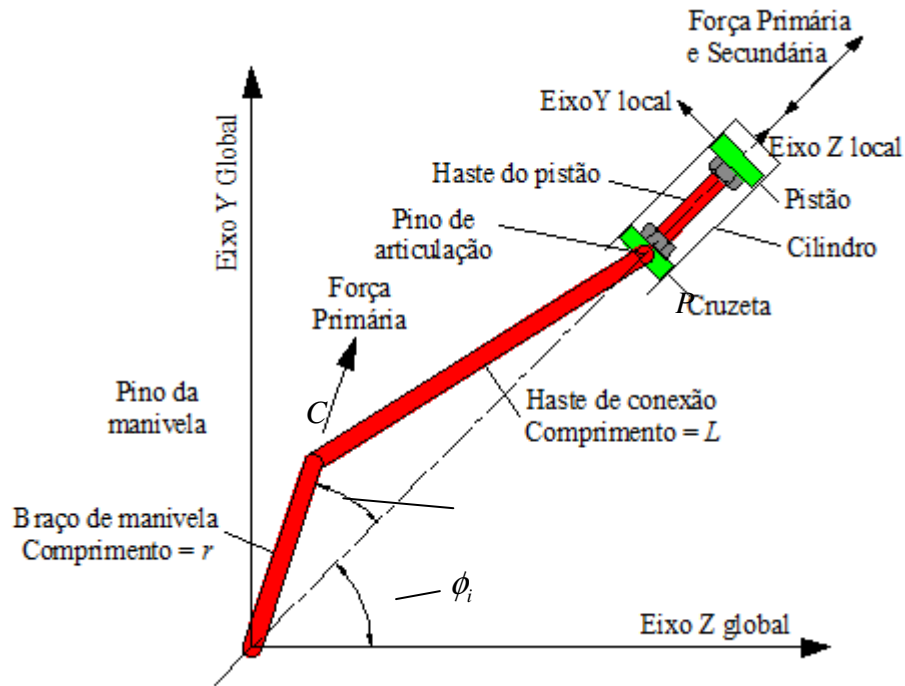 Força Primária
e Secundária
EixoY local
Eixo Z local
Haste do pistão
Pistão
Pino de
articulação
Cilindro
Eixo Y Global
Força
Primária
P
Cruzeta
Pino da
manivela
C
Haste de conexão
Comprimento = L
Braço de manivela
Comprimento = r
ϕi
Eixo Z global